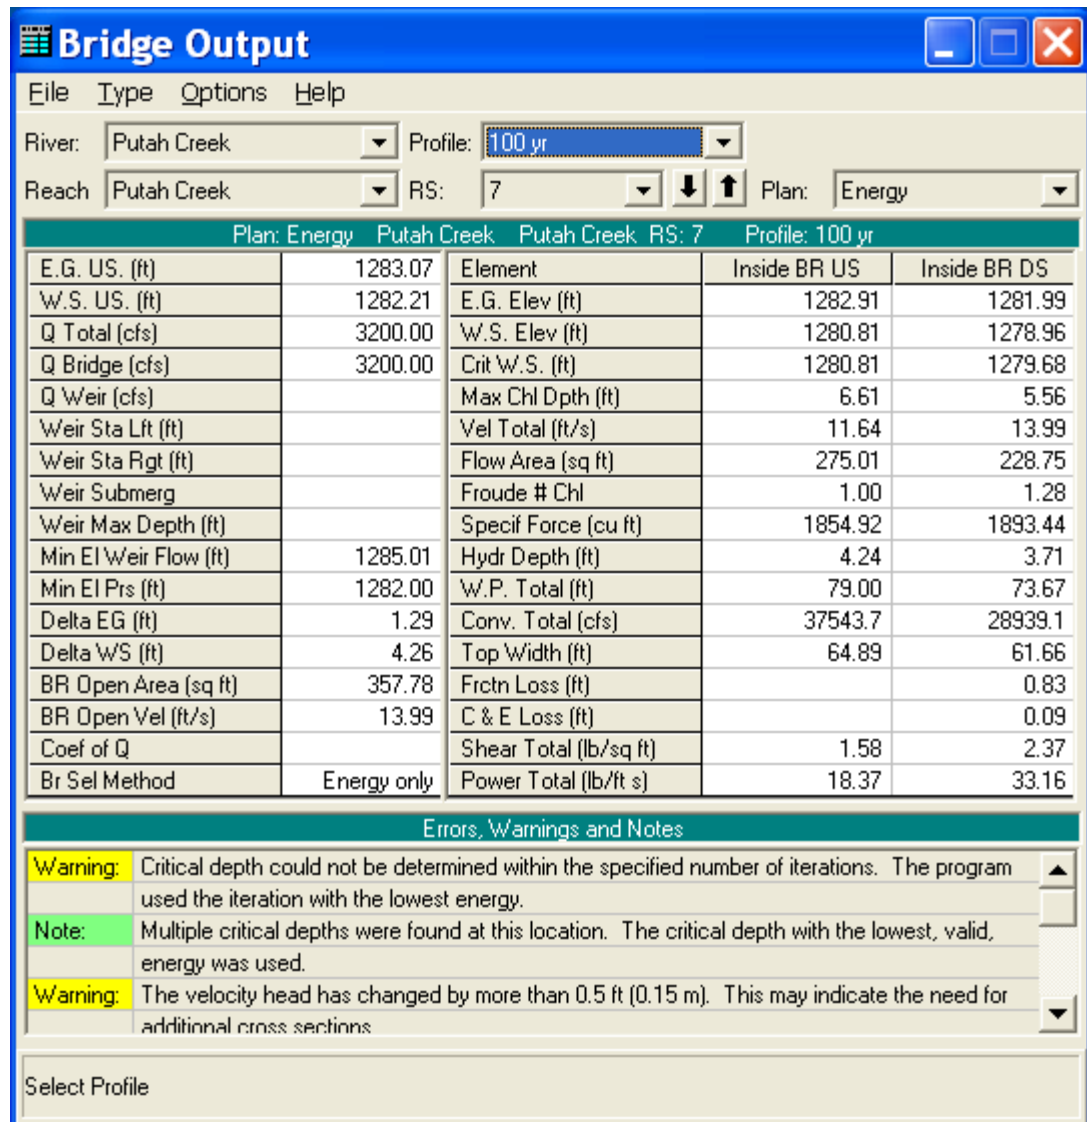 Bridge Output
File Type Options Help
River: Putah Creek Profile: 100 yr
Reach Putah Creek RS: 7 Plan: Energy
Plan: Energy Putah Creek Putah Creek RS: 7 Profile: 100 yr
E.G. US. (ft) 1283.07 Element Inside BR US Inside BR DS
W.S. US. (ft) 1282.21 E.G. Elev (ft) 1282.91 1281.99
Q Total (cfs) 3200.00 W.S. Elev (ft) 1280.81 1278.96
Q Bridge (cfs) 3200.00 Crit W.S. (ft) 1280.81 1279.68
Q Weir (cfs) Max Chl Dpth (ft) 6.61 5.56
Weir Sta Lft (ft) Vel Total (ft/s) 11.64 13.99
Weir Sta Rgt (ft) Flow Area (sq ft) 275.01 228.75
Weir Submerg Froude # Chl 1.00 1.28
Weir Max Depth (ft) Specif Force (cu ft) 1854.92 1893.44
Min El Weir Flow (ft) 1285.01 Hydr Depth (ft) 4.24 3.71
Min El Prs (ft) 1282.00 W.P. Total (ft) 79.00 73.67
Delta EG (ft) 1.29 Conv. Total (cfs) 37543.7 28939.1
Delta WS (ft) 4.26 Top Width (ft) 64.89 61.66
BR Open Area (sq ft) 357.78 Frctn Loss (ft) 0.83
BR Open Vel (ft/s) 13.99 C & E Loss (ft) 0.09
Coef of Q Shear Total (lb/sq ft) 1.58 2.37
Br Sel Method Energy only Power Total (lb/ft s) 18.37 33.16
Errors, Warnings and Notes
Warning: Critical depth could not be determined within the specified number of iterations. The program
used the iteration with the lowest energy.
Note: Multiple critical depths were found at this location. The critical depth with the lowest, valid,
energy was used.
Warning: The velocity head has changed by more than 0.5 ft (0.15 m). This may indicate the need for
additional cross sections
Select Profile